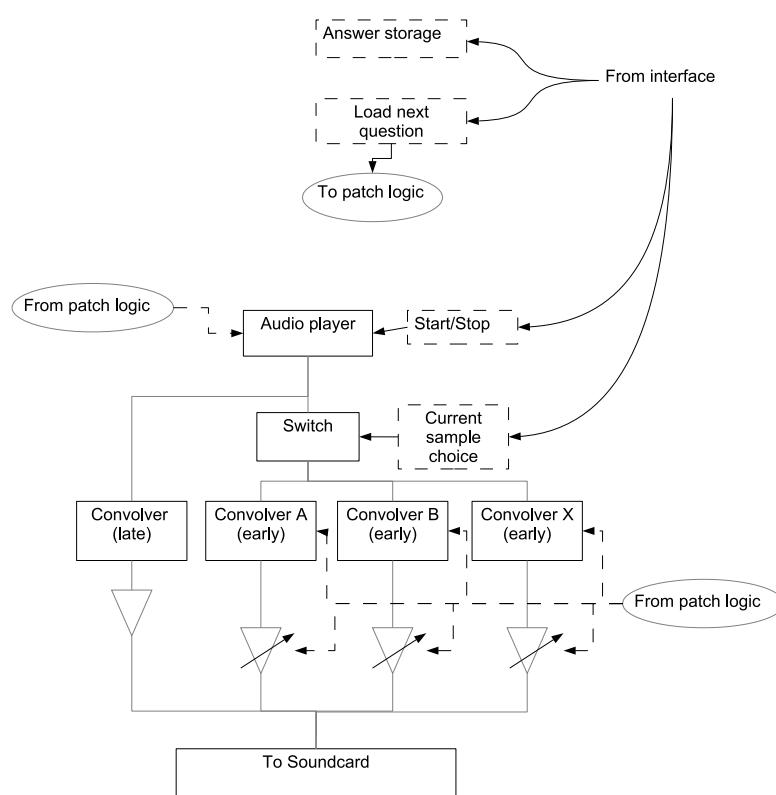 Answer storage
From interface
Load next
question
To patch logic
From patch logic
Audio player
Start/Stop
Switch
Current
sample
choice
Convolver
(late)
Convolver A
(early)
Convolver B
(early)
Convolver X
(early)
From patch logic
To Soundcard